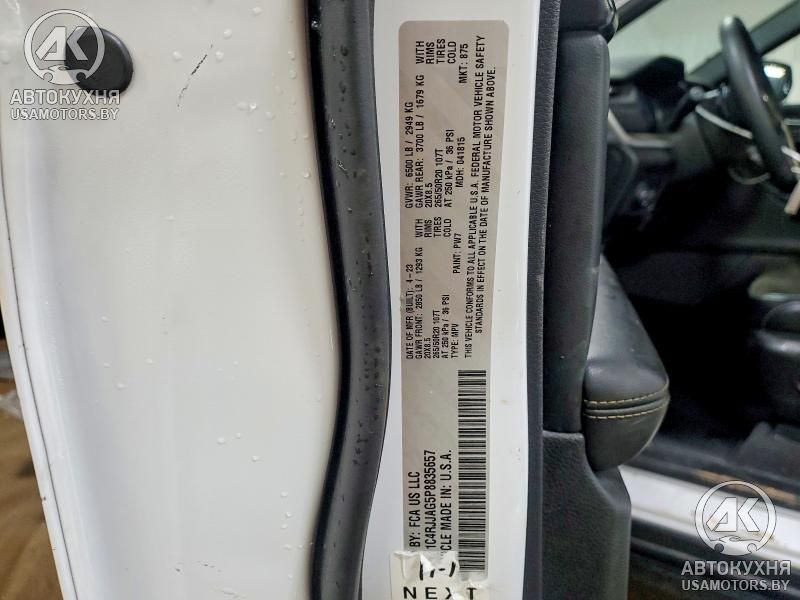 BY: FCA US LLC
1C4RJJAG5P8835657
MADE IN: U.S.A.
DATE OF MFR (BUILT): 4-23
GVWR: 6500 LB / 2949 KG
GAWR FRONT: 2850 LB / 1293 KG WITH
20X8.5 RIMS
265/50R20 107T TIRES
AT 250 kPa / 36 PSI COLD
GAWR REAR: 3700 LB / 1679 KG WITH
20X8.5 RIMS
265/50R20 107T TIRES
AT 250 kPa / 36 PSI COLD
TYPE: MPV PAINT: PW7 MDH: 041815 MKT: 875
THIS VEHICLE CONFORMS TO ALL APPLICABLE U.S.A. FEDERAL MOTOR VEHICLE SAFETY
STANDARDS IN EFFECT ON THE DATE OF MANUFACTURE SHOWN ABOVE.
NEXT
АВТОКУХНЯ
USAMOTORS.BY
АВТОКУХНЯ
USAMOTORS.BY